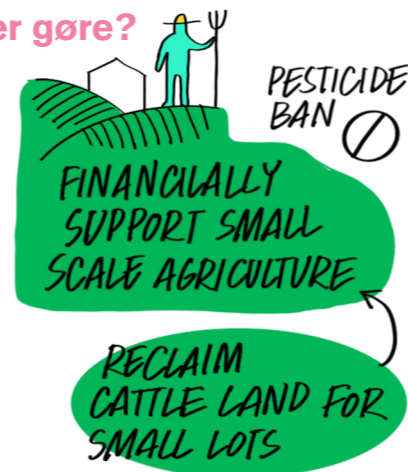 er gøre?
PESTICIDE
BAN
FINANCIALLY
SUPPORT SMALL
SCALE AGRICULTURE
RECLAIM
CATTLE LAND FOR
SMALL LOTS